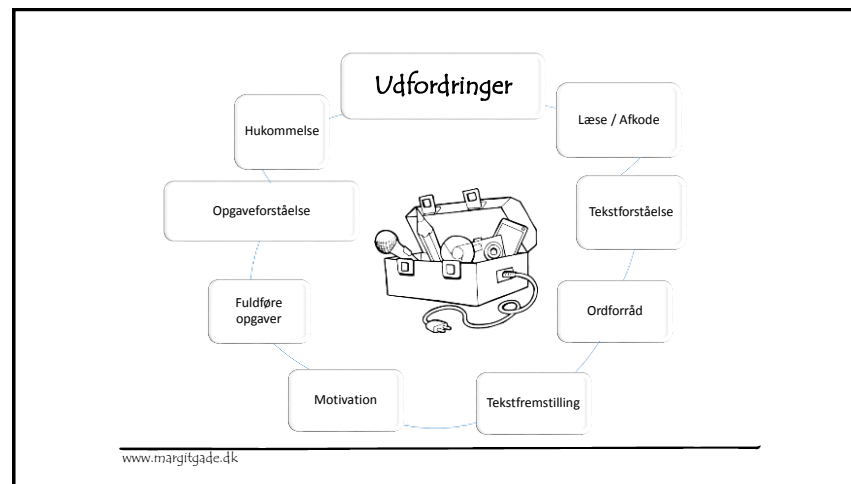 Udfordringer
Læse / Afkode
Tekstforståelse
Ordforråd
Tekstfremstilling
Motivation
Fuldføre
opgaver
Opgaveforståelse
Hukommelse
www.margitgade.dk